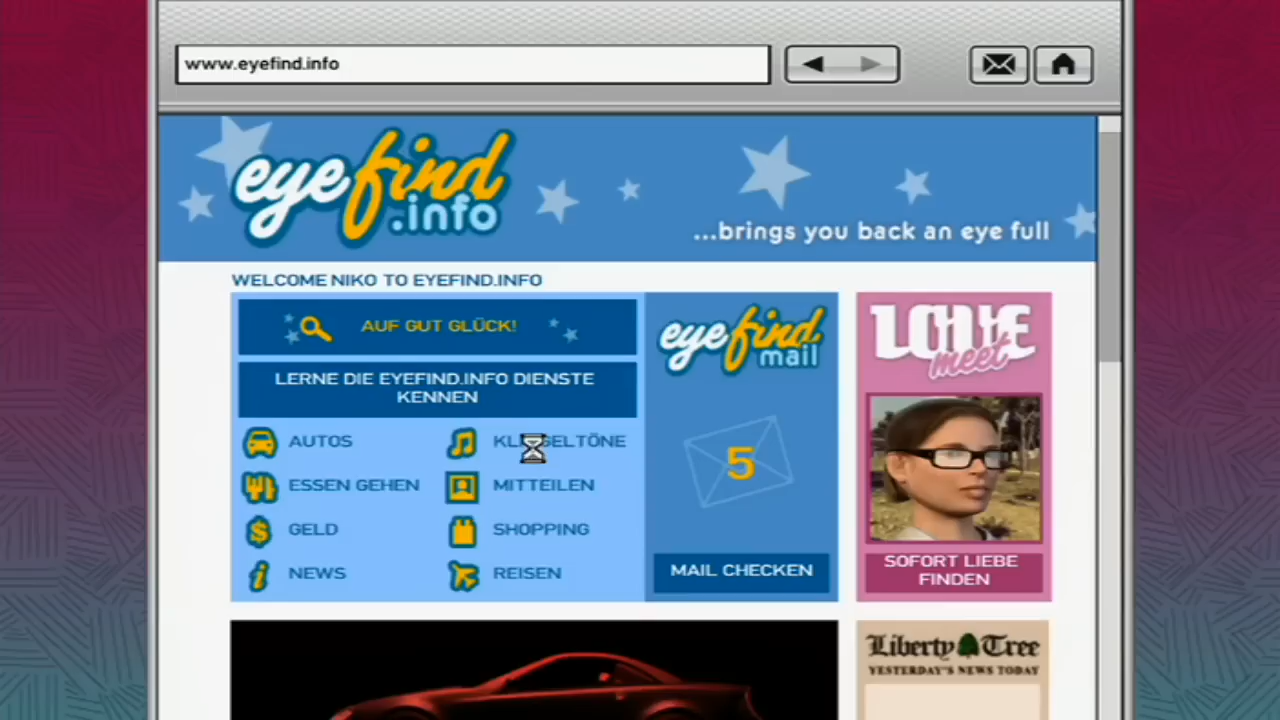 www.eyefind.info
eyefind
.info
...brings you back an eye full
WELCOME NIKO TO EYEFIND.INFO
AUF GUT GLÜCK!
LERNE DIE EYEFIND.INFO DIENSTE
KENNEN
AUTOS
ESSEN GEHEN
GELD
NEWS
MITTEILEN
SHOPPING
REISEN
eyefind
mail
5
MAIL CHECKEN
LOVE
meet
SOFORT LIEBE
FINDEN
Liberty Tree
YESTERDAY'S NEWS TODAY